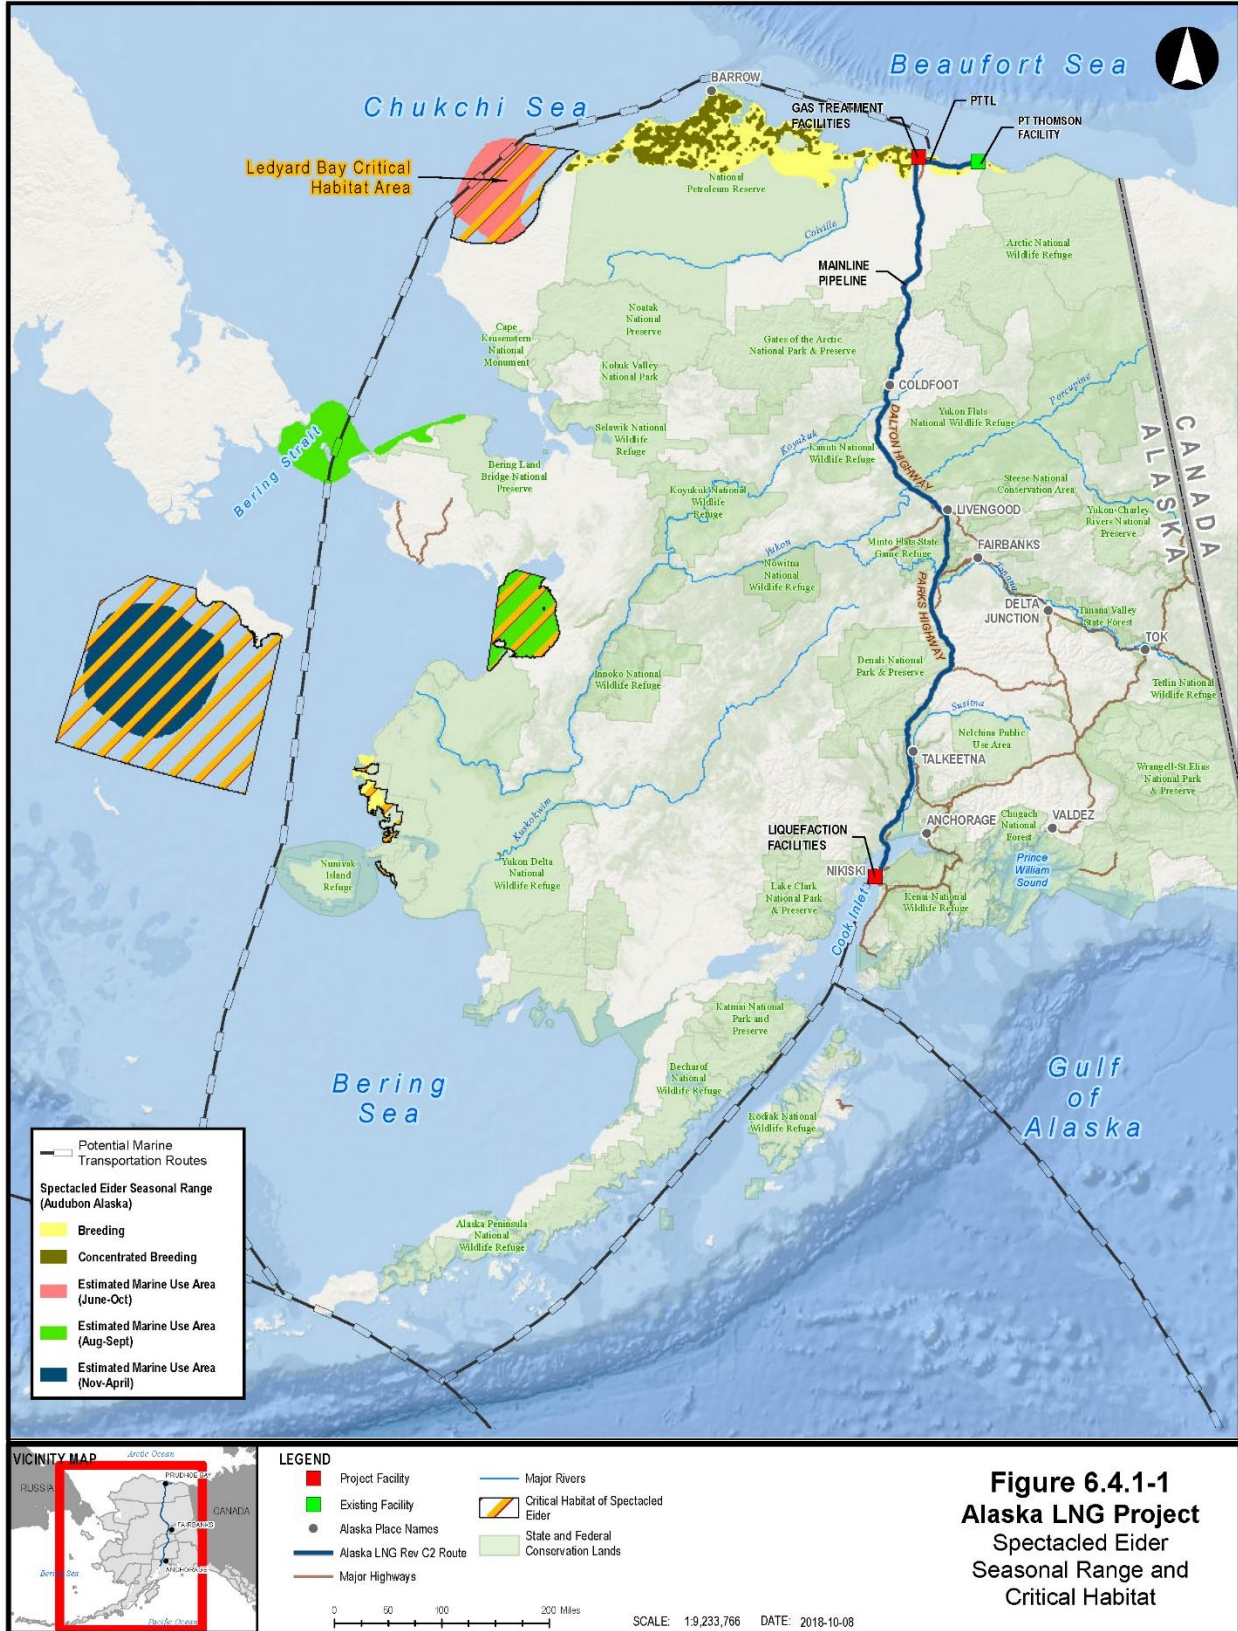 Beaufort Sea
BARROW
Chukchi Sea
GAS TREATMENT
FACILITIES
PTTL
PT THOMSON
FACILITY
Ledyard Bay Critical
Habitat Area
National
Petroleum Reserve
Colville
Arctic National
Wildlife Refuge
MAINLINE
PIPELINE
Noatak
National
Preserve
Cape
Krusenstern
National
Monument
Gates of the Arctic
National Park & Preserve
Kobuk Valley
National Park
COLDFOOT
Porcupine
Yukon Flats
National Wildlife Refuge
DALTON HIGHWAY
CANADA
ALASKA
Selawik National
Wildlife
Refuge
Koyukuk
Kanuti National
Wildlife Refuge
Bering Strait
Bering Land
Bridge National
Preserve
Steese National
Conservation Area
Koyukuk National
Wildlife
Refuge
LIVENGOOD
Yukon-Charley
Rivers National
Preserve
Yukon
Minto Flats State
Game Refuge
FAIRBANKS
Nowitna
National
Wildlife Refuge
Tanana
PARKS HIGHWAY
DELTA
JUNCTION
Tanana Valley
State Forest
TOK
Denali National
Park & Preserve
Innoko National
Wildlife Refuge
Tetlin National
Wildlife Refuge
Susitna
Nelchina Public
Use Area
TALKEETNA
Wrangell-St.Elias
National Park
& Preserve
Kuskokwim
LIQUEFACTION
FACILITIES
ANCHORAGE
Chugach
National
Forest
VALDEZ
Nunivak
Island
Refuge
Yukon Delta
National
Wildlife Refuge
NIKISKI
Prince
William
Sound
Lake Clark
National Park
& Preserve
Kenai National
Wildlife Refuge
Cook Inlet
Katmai National
Park and
Preserve
Bering
Sea
Becharof
National
Wildlife Refuge
Gulf
of
Alaska
Kodiak National
Wildlife Refuge
Alaska Peninsula
National
Wildlife Refuge
Potential Marine
Transportation Routes
Spectacled Eider Seasonal Range
(Audubon Alaska)
Breeding
Concentrated Breeding
Estimated Marine Use Area
(June-Oct)
Estimated Marine Use Area
(Aug-Sept)
Estimated Marine Use Area
(Nov-April)
VICINITY MAP
Arctic Ocean
RUSSIA
PRUDHOE BAY
CANADA
FAIRBANKS
ANCHORAGE
Bering Sea
Pacific Ocean
LEGEND
Project Facility
Existing Facility
Alaska Place Names
Alaska LNG Rev C2 Route
Major Highways
Major Rivers
Critical Habitat of Spectacled
Eider
State and Federal
Conservation Lands
0 50 100 200 Miles
SCALE: 1:9,233,766 DATE: 2018-10-08
Figure 6.4.1-1
Alaska LNG Project
Spectacled Eider
Seasonal Range and
Critical Habitat